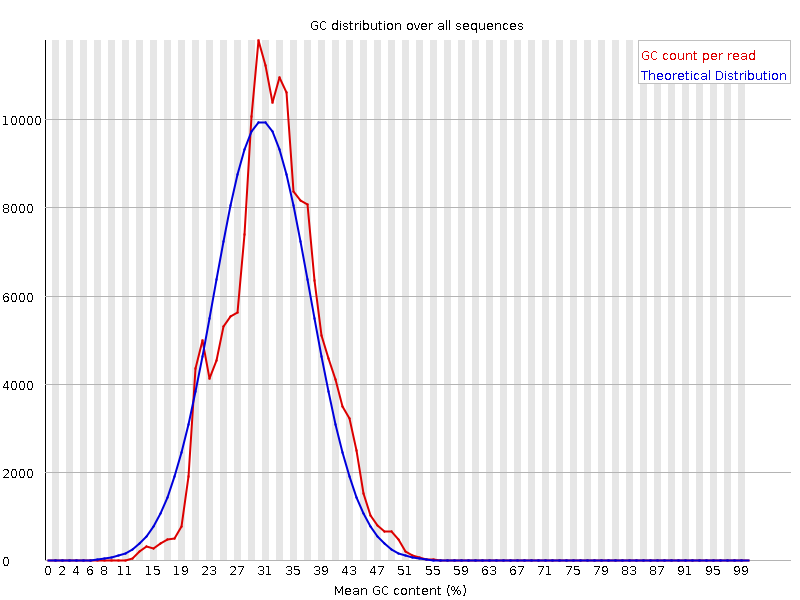 GC distribution over all sequences
GC count per read
Theoretical Distribution
10000
8000
6000
4000
2000
0
0 2 4 6 8 11 15 19 23 27 31 35 39 43 47 51 55 59 63 67 71 75 79 83 87 91 95 99
Mean GC content (%)